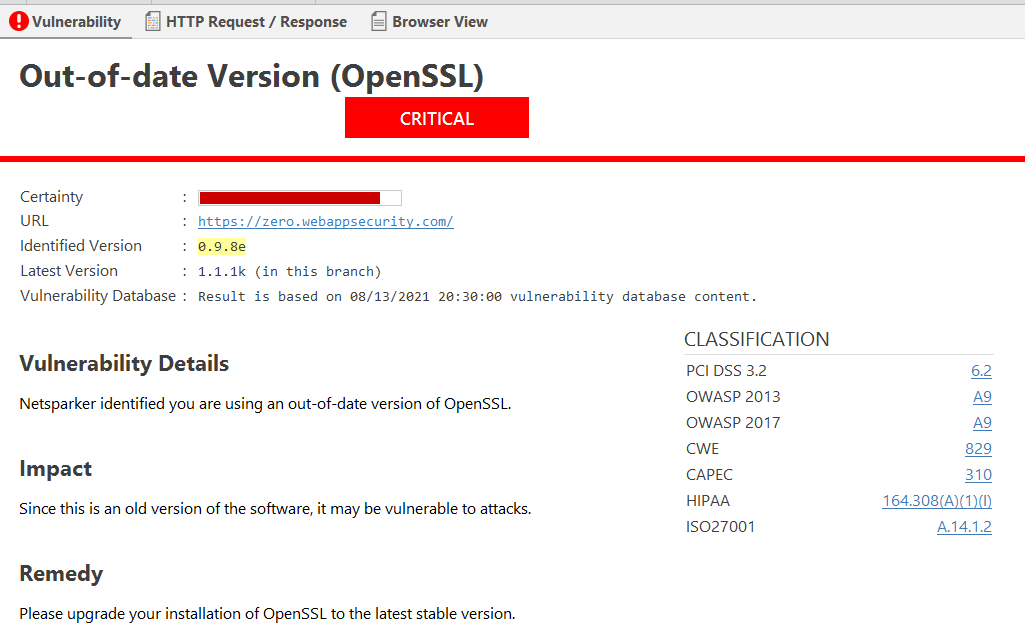 Vulnerability HTTP Request / Response Browser View
Out-of-date Version (OpenSSL)
CRITICAL
Certainty :
URL : https://zero.webappsecurity.com/
Identified Version : 0.9.8e
Latest Version : 1.1.1k (in this branch)
Vulnerability Database : Result is based on 08/13/2021 20:30:00 vulnerability database content.
Vulnerability Details
Netsparker identified you are using an out-of-date version of OpenSSL.
Impact
Since this is an old version of the software, it may be vulnerable to attacks.
Remedy
Please upgrade your installation of OpenSSL to the latest stable version.
CLASSIFICATION
PCI DSS 3.2 6.2
OWASP 2013 A9
OWASP 2017 A9
CWE 829
CAPEC 310
HIPAA 164.308(A)(1)(I)
ISO27001 A.14.1.2